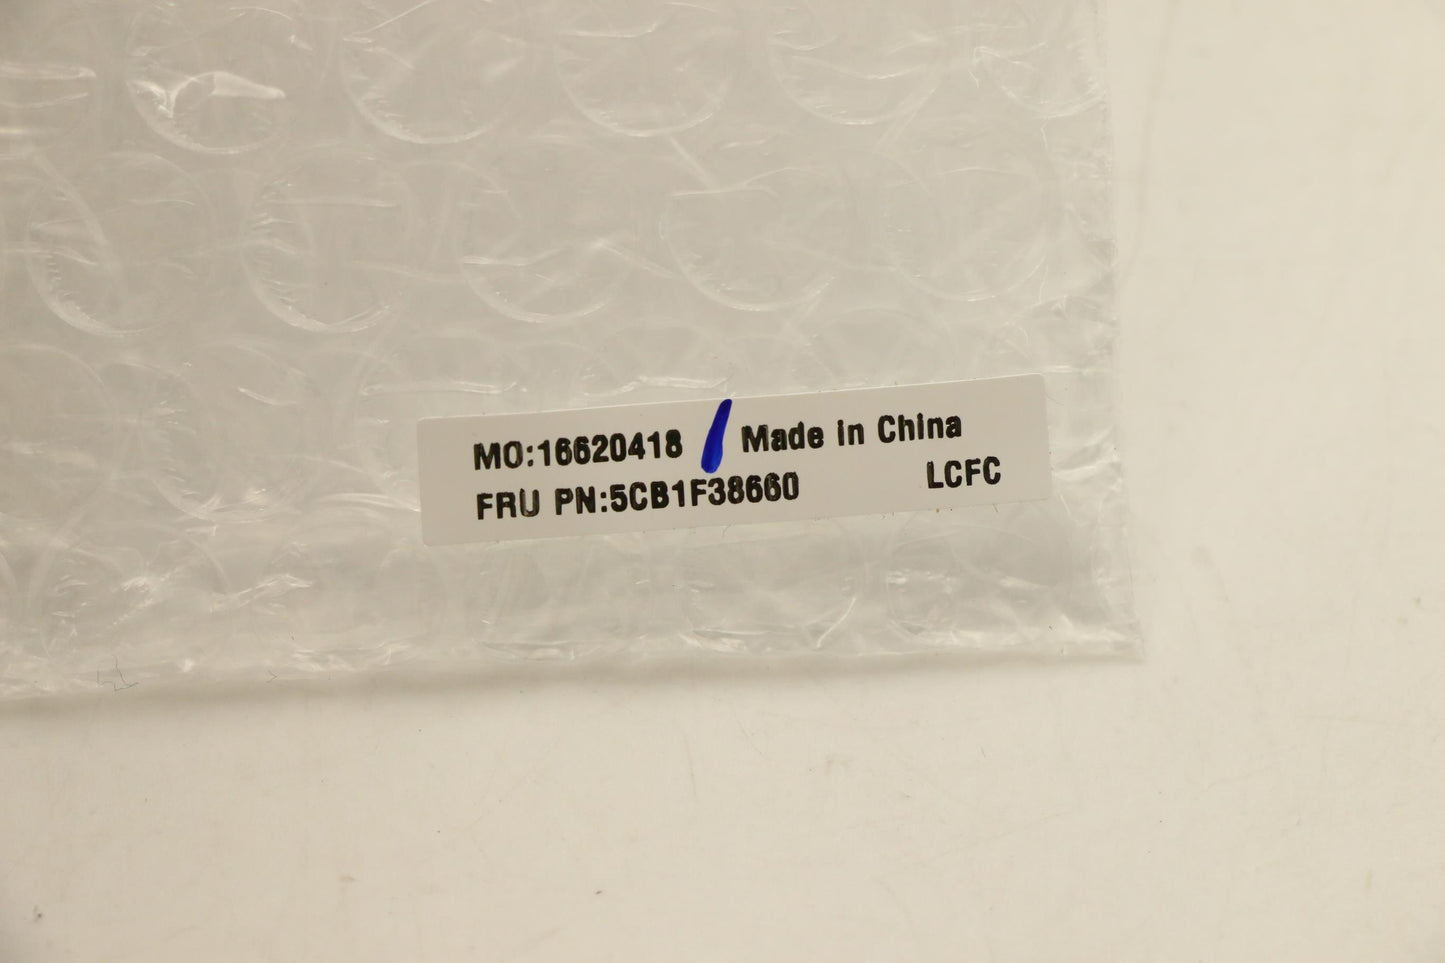 MO:16620418 Made in China
FRU PN:5CB1F38660 LCFC